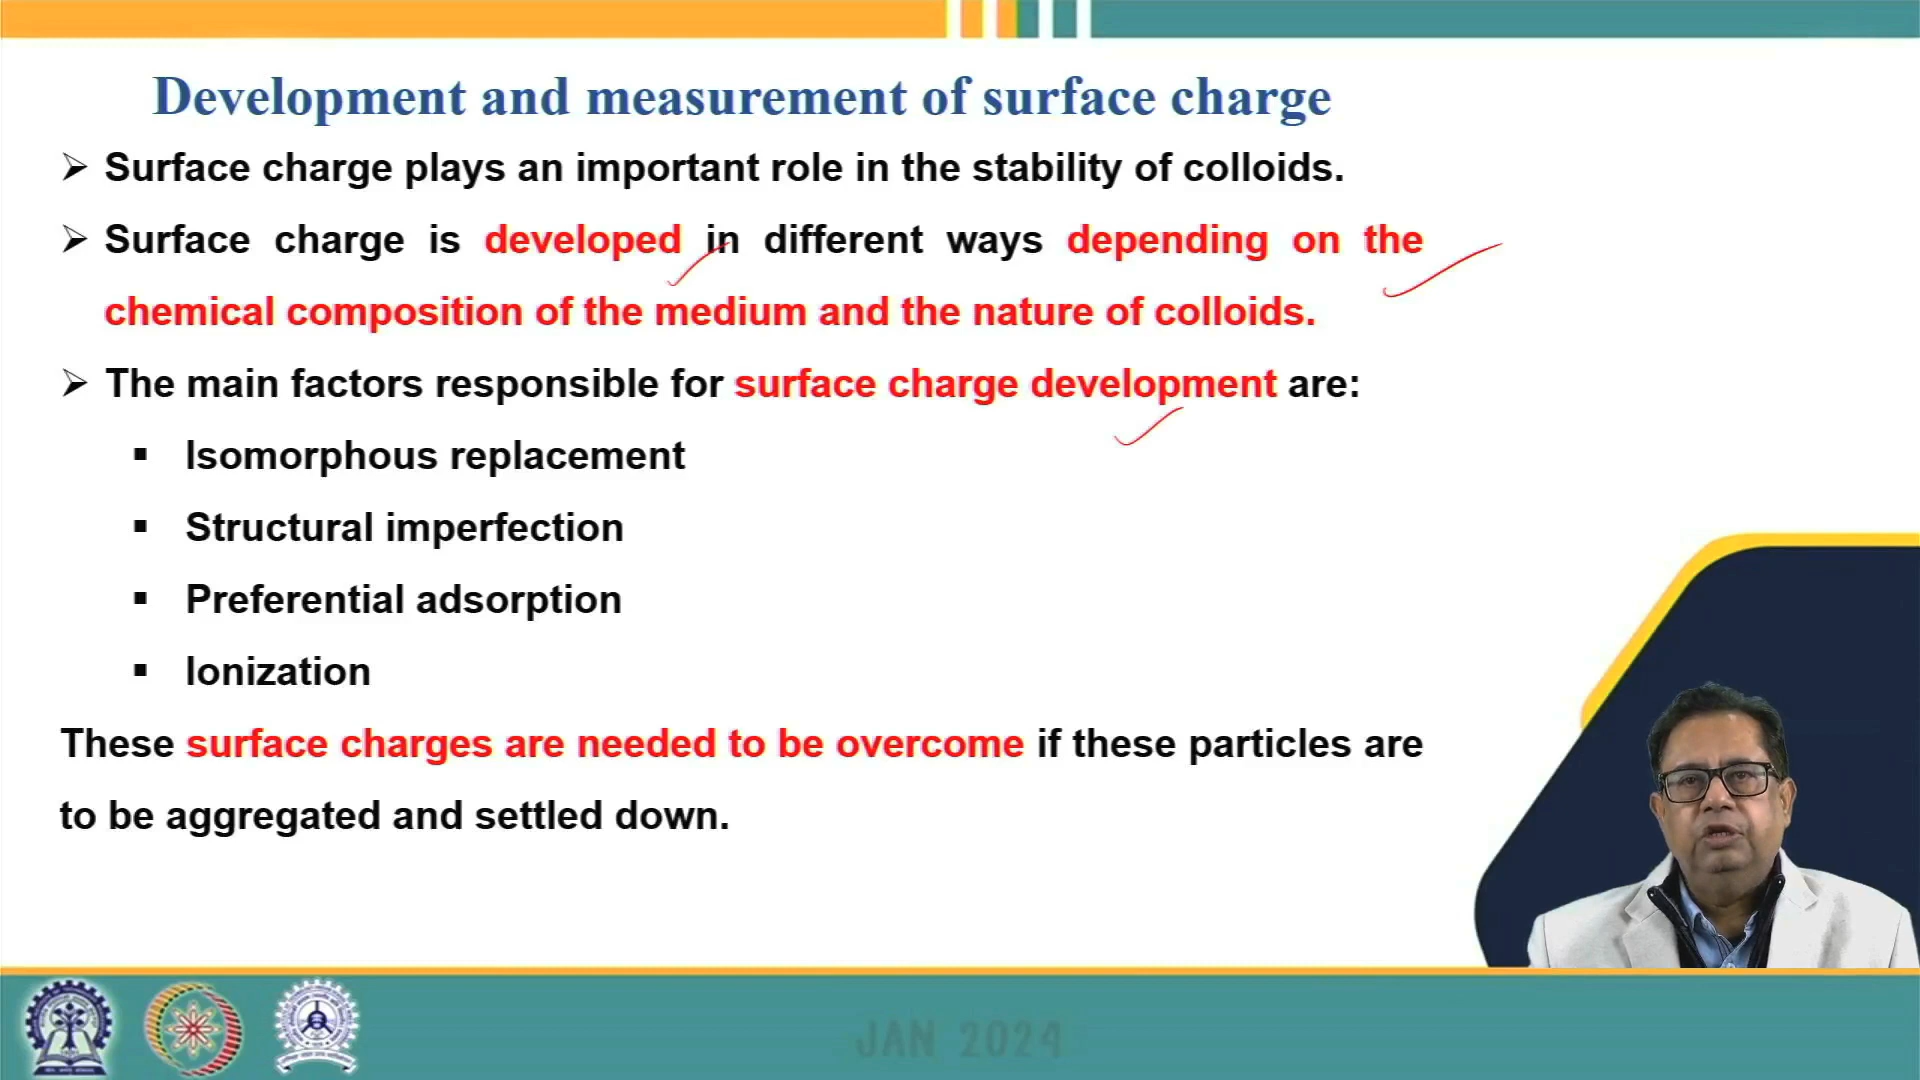 Development and measurement of surface charge
➢ Surface charge plays an important role in the stability of colloids.
➢ Surface charge is developed in different ways depending on the
chemical composition of the medium and the nature of colloids.
➢ The main factors responsible for surface charge development are:
▪ Isomorphous replacement
▪ Structural imperfection
▪ Preferential adsorption
▪ Ionization
These surface charges are needed to be overcome if these particles are
to be aggregated and settled down.
JAN 2024